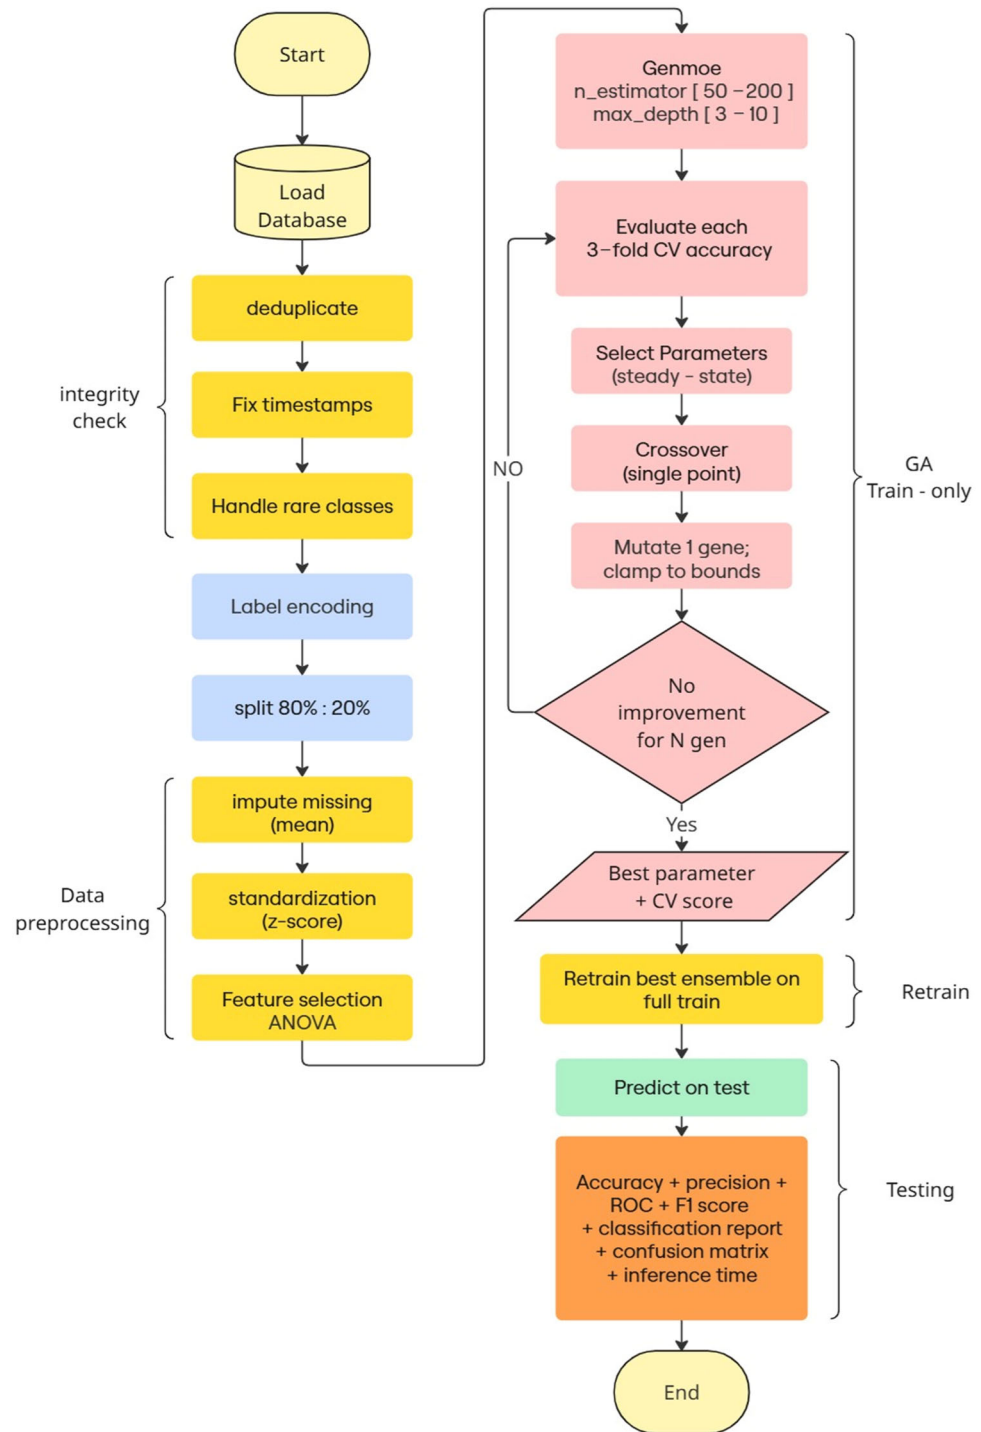 Start
Load
Database
integrity
check
deduplicate
Fix timestamps
Handle rare classes
Label encoding
split 80% : 20%
Data
preprocessing
impute missing
(mean)
standardization
(z-score)
Feature selection
ANOVA
Genmoe
n_estimator [ 50 –200 ]
max_depth [ 3 – 10 ]
Evaluate each
3–fold CV accuracy
Select Parameters
(steady - state)
Crossover
(single point)
Mutate 1 gene;
clamp to bounds
No
improvement
for N gen
NO
Yes
Best parameter
+ CV score
GA
Train - only
Retrain best ensemble on
full train
Retrain
Predict on test
Accuracy + precision +
ROC + F1 score
+ classification report
+ confusion matrix
+ inference time
Testing
End